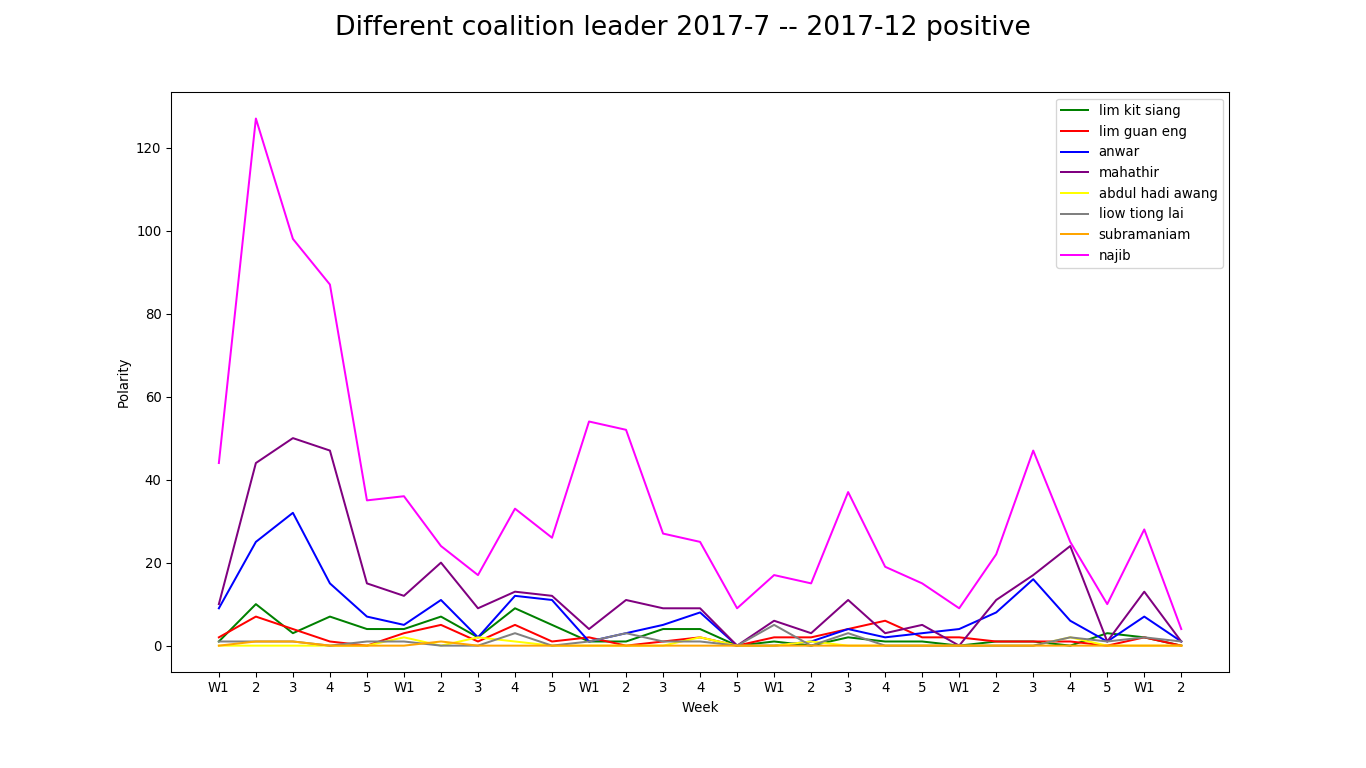 Different coalition leader 2017-7 -- 2017-12 positive
lim kit siang
lim guan eng
anwar
mahathir
abdul hadi awang
liow tiong lai
subramaniam
najib
120
100
80
60
40
20
0
Polarity
W1 2 3 4 5 W1 2 3 4 5 W1 2 3 4 5 W1 2 3 4 5 W1 2 3 4 5 W1 2
Week